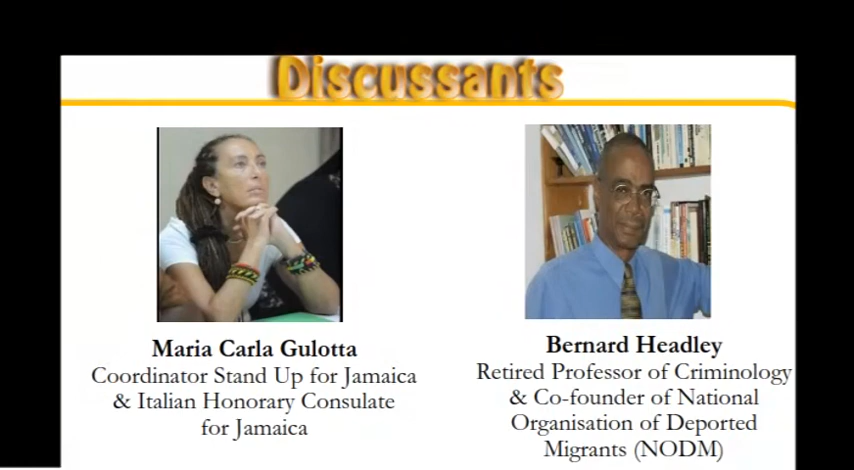 Discussants
Maria Carla Gulotta
Coordinator Stand Up for Jamaica
& Italian Honorary Consulate
for Jamaica
Bernard Headley
Retired Professor of Criminology
& Co-founder of National
Organisation of Deported
Migrants (NODM)